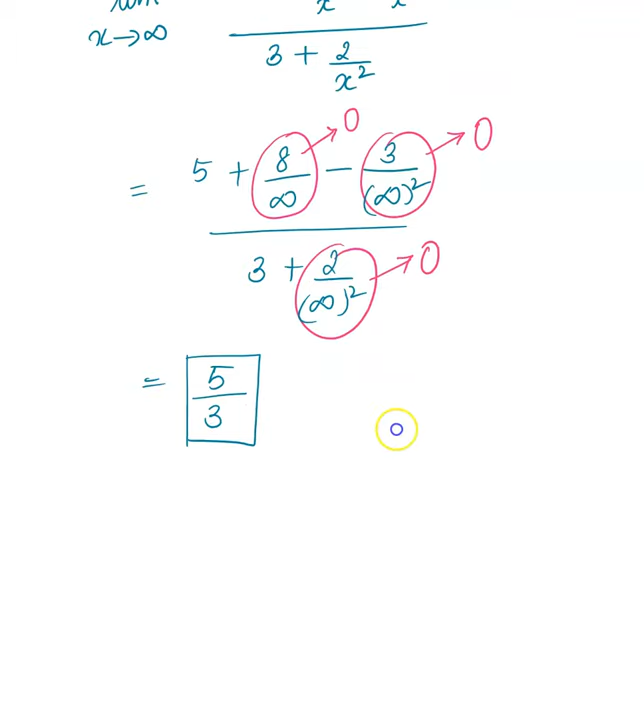 lim x→∞ x x
3 + 2/x²
= 5 + 8/∞ → 0 − 3/(∞)² → 0
3 + 2/(∞)² → 0
= 5/3